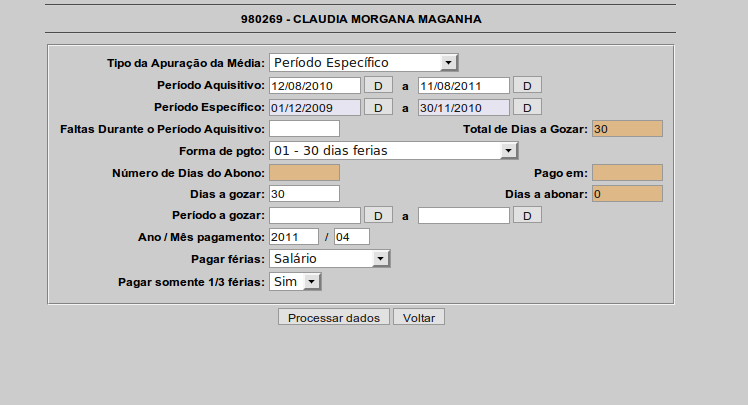 980269 - CLAUDIA MORGANA MAGANHA
Tipo da Apuração da Média: Período Específico
Período Aquisitivo: 12/08/2010 D a 11/08/2011 D
Período Específico: 01/12/2009 D a 30/11/2010 D
Faltas Durante o Período Aquisitivo: Total de Dias a Gozar: 30
Forma de pgto: 01 - 30 dias ferias
Número de Dias do Abono: Pago em:
Dias a gozar: 30 Dias a abonar: 0
Período a gozar: D a D
Ano / Mês pagamento: 2011 / 04
Pagar férias: Salário
Pagar somente 1/3 férias: Sim
Processar dados Voltar